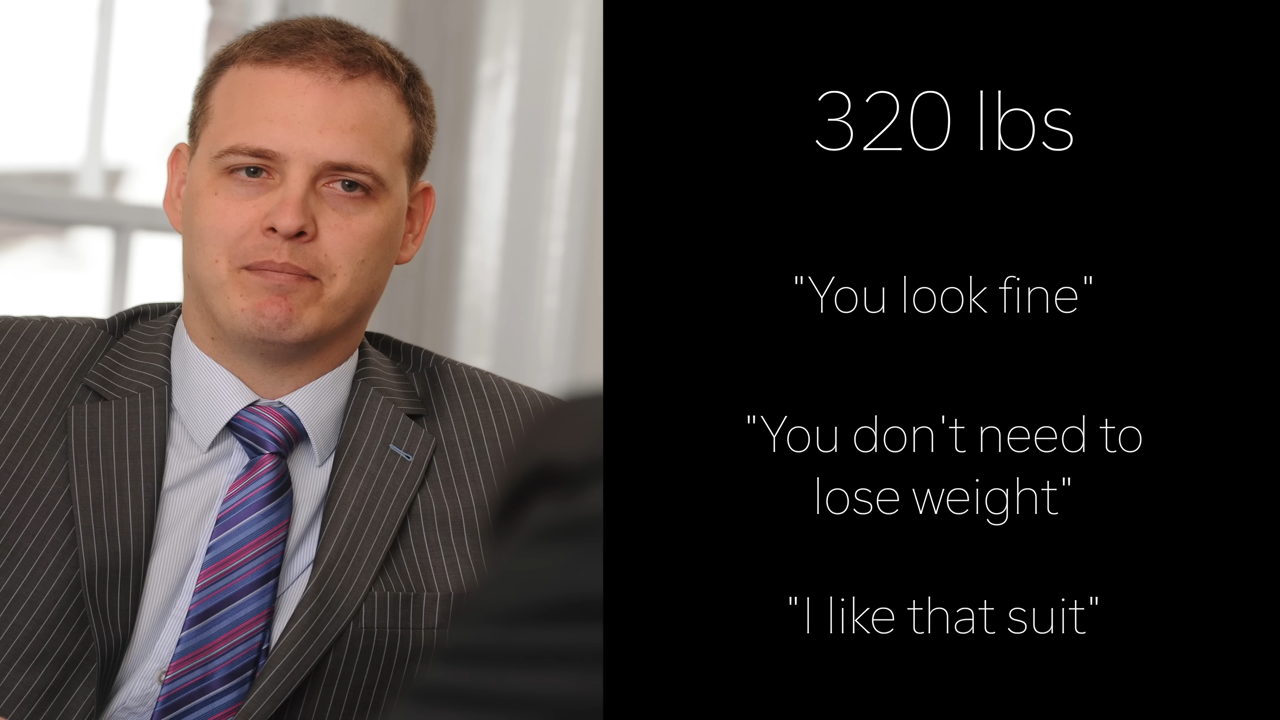 320 lbs
"You look fine"
"You don't need to
lose weight"
"I like that suit"